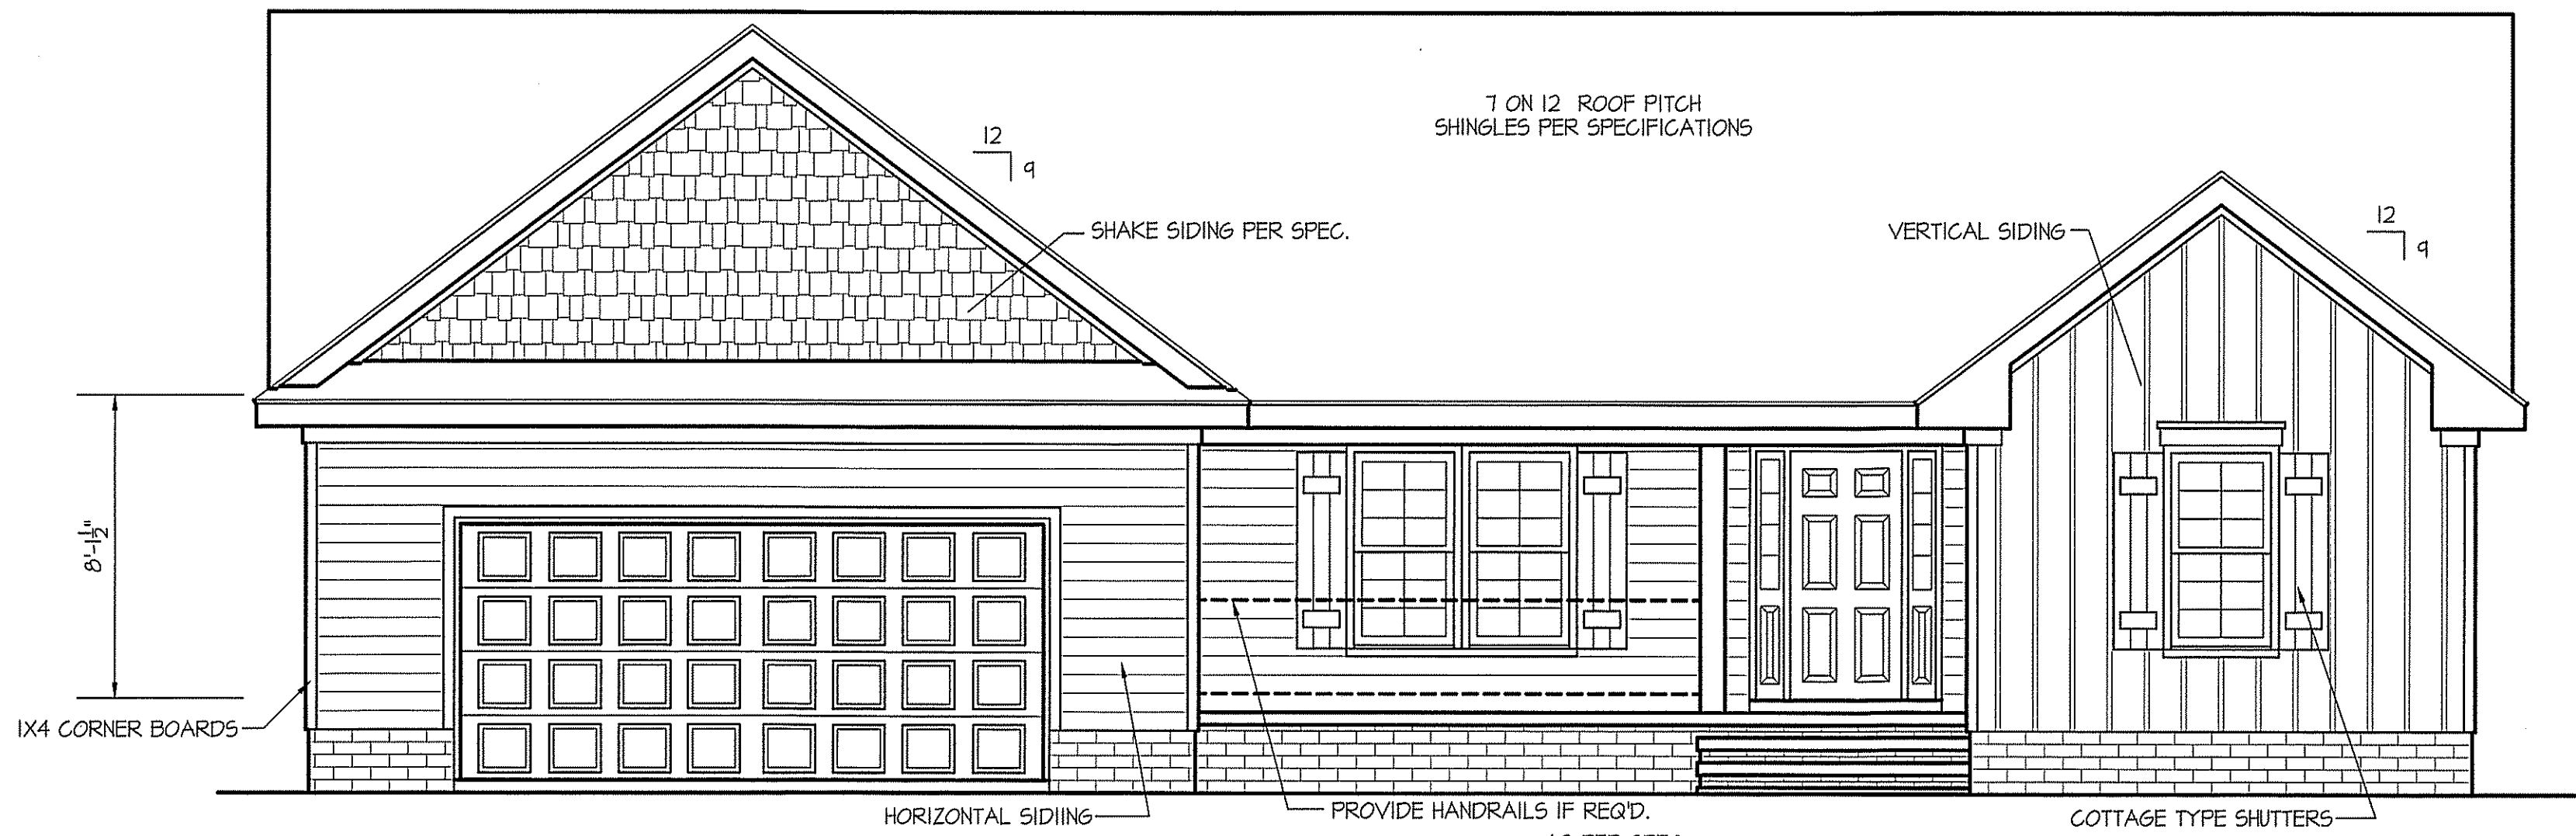 7 ON 12 ROOF PITCH
SHINGLES PER SPECIFICATIONS
12
9
SHAKE SIDING PER SPEC.
VERTICAL SIDING
12
9
8'-1½"
1X4 CORNER BOARDS
HORIZONTAL SIDIING
PROVIDE HANDRAILS IF REQ'D.
COTTAGE TYPE SHUTTERS